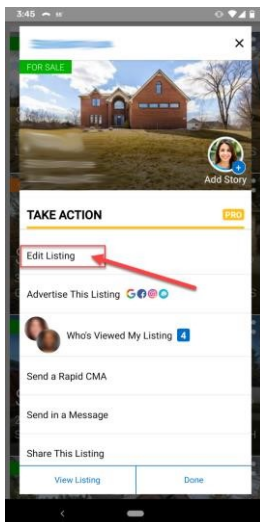 3:45
×
FOR SALE
Add Story
TAKE ACTION PRO
Edit Listing
Advertise This Listing
Who's Viewed My Listing 4
Send a Rapid CMA
Send in a Message
Share This Listing
View Listing Done